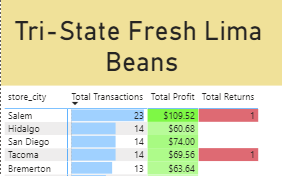 Tri-State Fresh Lima
Beans
store_city Total Transactions Total Profit Total Returns
Salem 23 $109.52 1
Hidalgo 14 $60.68
San Diego 14 $74.00
Tacoma 14 $69.56 1
Bremerton 13 $63.64